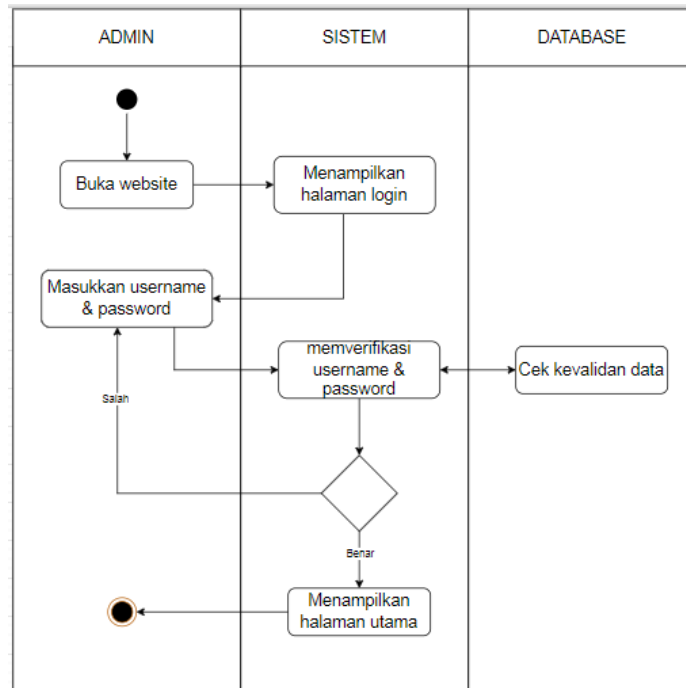 ADMIN
SISTEM
DATABASE
Buka website
Menampilkan
halaman login
Masukkan username
& password
memverifikasi
username &
password
Cek kevalidan data
Salah
Benar
Menampilkan
halaman utama